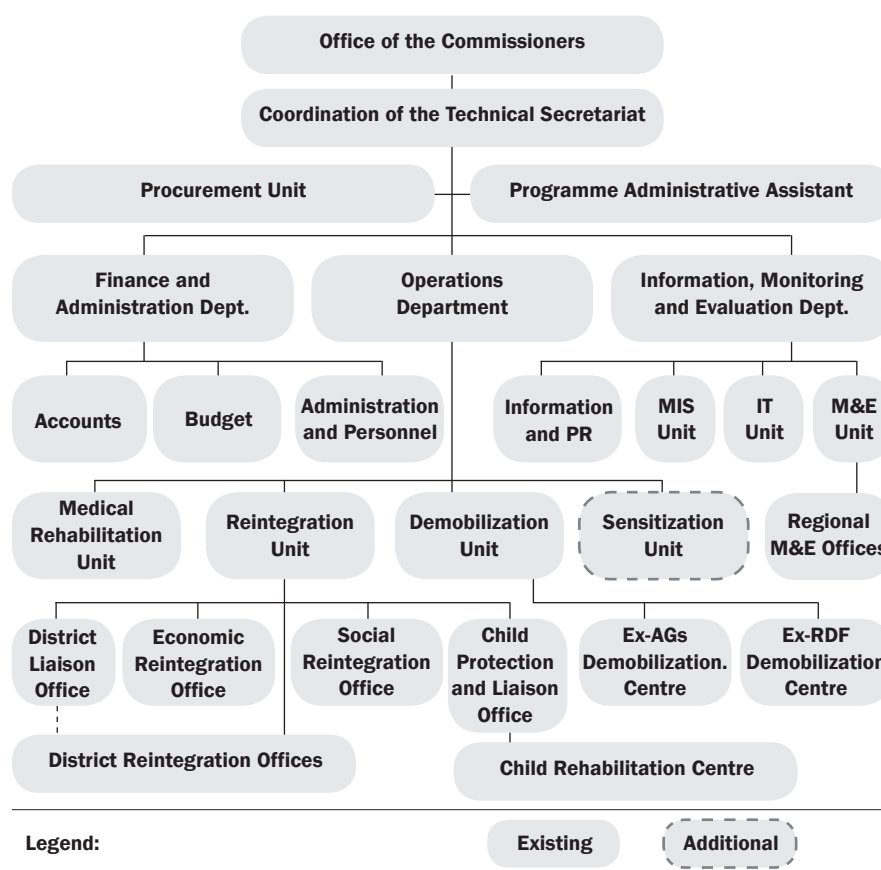 Office of the Commissioners
Coordination of the Technical Secretariat
Procurement Unit
Programme Administrative Assistant
Finance and
Administration Dept.
Operations
Department
Information, Monitoring
and Evaluation Dept.
Accounts
Budget
Administration
and Personnel
Information
and PR
MIS
Unit
IT
Unit
M&E
Unit
Medical
Rehabilitation
Unit
Reintegration
Unit
Demobilization
Unit
Sensitization
Unit
Regional
M&E Offices
District
Liaison
Office
Economic
Reintegration
Office
Social
Reintegration
Office
Child
Protection
and Liaison
Office
Ex-AGs
Demobilization.
Centre
Ex-RDF
Demobilization
Centre
District Reintegration Offices
Child Rehabilitation Centre
Legend:
Existing
Additional